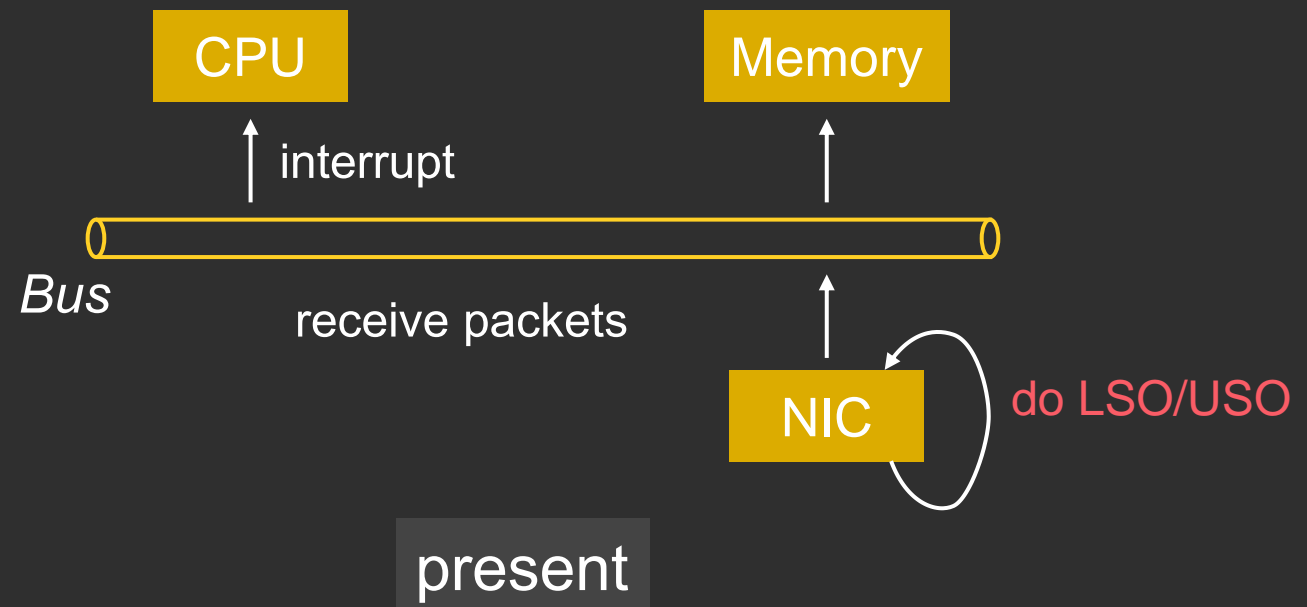 CPU
Memory
interrupt
Bus
receive packets
NIC
do LSO/USO
present